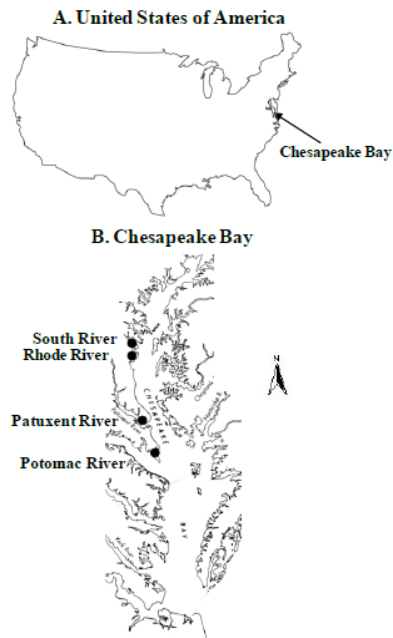 A. United States of America
Chesapeake Bay
B. Chesapeake Bay
South River
Rhode River
N
CHESAPEAKE
Patuxent River
Potomac River
BAY